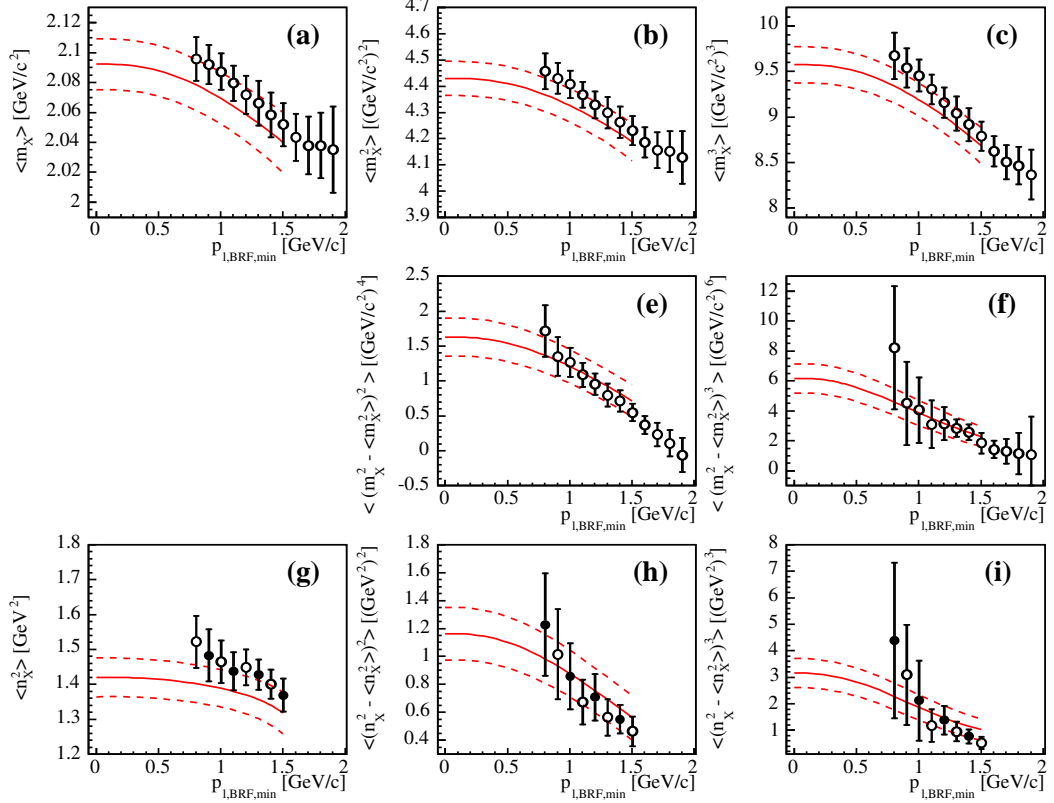 (a)
<m_X> [GeV/c^2]
2.12
2.1
2.08
2.06
2.04
2.02
2
0 0.5 1 1.5 2
p_l,BRF,min [GeV/c]
(b)
<m_X^2> [(GeV/c^2)^2]
4.7
4.6
4.5
4.4
4.3
4.2
4.1
4
3.9
0 0.5 1 1.5 2
p_l,BRF,min [GeV/c]
(c)
<m_X^3> [(GeV/c^2)^3]
10
9.5
9
8.5
8
0 0.5 1 1.5 2
p_l,BRF,min [GeV/c]
(e)
< (m_X^2 - <m_X^2>)^2 > [(GeV/c^2)^4]
2.5
2
1.5
1
0.5
0
-0.5
0 0.5 1 1.5 2
p_l,BRF,min [GeV/c]
(f)
< (m_X^2 - <m_X^2>)^3 > [(GeV/c^2)^6]
12
10
8
6
4
2
0
0 0.5 1 1.5 2
p_l,BRF,min [GeV/c]
(g)
<n_X^2> [GeV^2]
1.8
1.7
1.6
1.5
1.4
1.3
1.2
0 0.5 1 1.5 2
p_l,BRF,min [GeV/c]
(h)
<(n_X^2 - <n_X^2>)^2> [(GeV^2)^2]
1.8
1.6
1.4
1.2
1
0.8
0.6
0.4
0 0.5 1 1.5 2
p_l,BRF,min [GeV/c]
(i)
<(n_X^2 - <n_X^2>)^3> [(GeV^2)^3]
8
7
6
5
4
3
2
1
0 0.5 1 1.5 2
p_l,BRF,min [GeV/c]